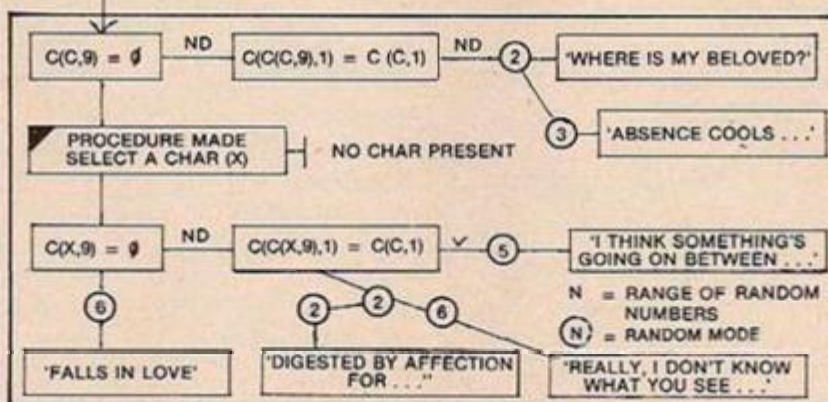 C(C,9) = ∅
ND
C(C(C,9),1) = C (C,1)
ND
2
'WHERE IS MY BELOVED?'
3
'ABSENCE COOLS . . .'
PROCEDURE MADE
SELECT A CHAR (X)
NO CHAR PRESENT
C(X,9) = ∅
ND
C(C(X,9),1) = C(C,1)
5
'I THINK SOMETHING'S
GOING ON BETWEEN . . .'
N = RANGE OF RANDOM
NUMBERS
(N) = RANDOM MODE
6
2
2
6
'FALLS IN LOVE'
'DIGESTED BY AFFECTION
FOR . . ."
'REALLY, I DON'T KNOW
WHAT YOU SEE . . .'